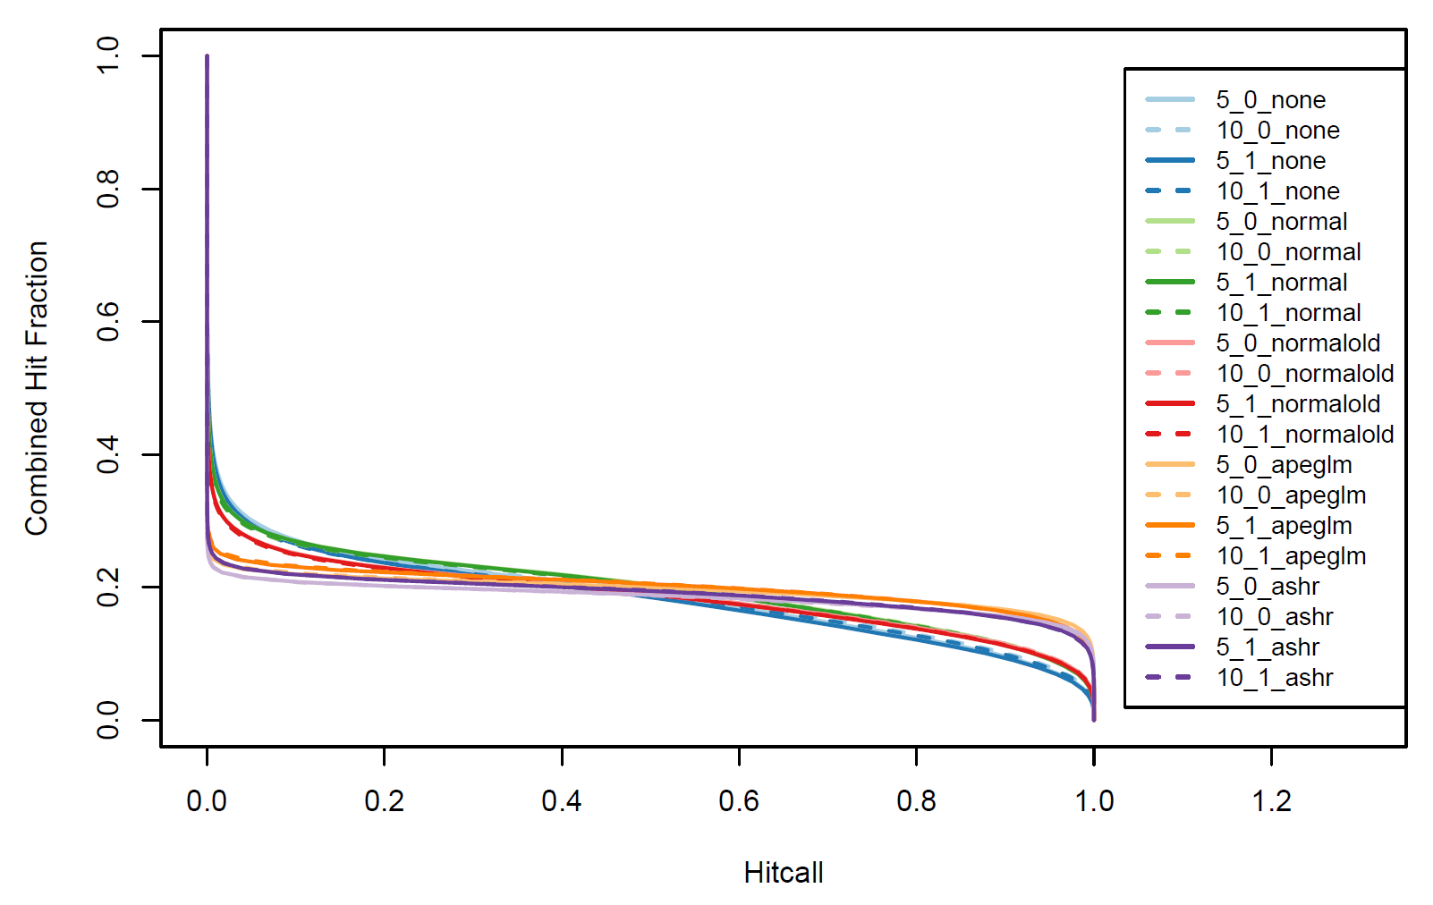 Combined Hit Fraction
1.0
0.8
0.6
0.4
0.2
0.0
0.0 0.2 0.4 0.6 0.8 1.0 1.2
Hitcall
5_0_none
10_0_none
5_1_none
10_1_none
5_0_normal
10_0_normal
5_1_normal
10_1_normal
5_0_normalold
10_0_normalold
5_1_normalold
10_1_normalold
5_0_apeglm
10_0_apeglm
5_1_apeglm
10_1_apeglm
5_0_ashr
10_0_ashr
5_1_ashr
10_1_ashr